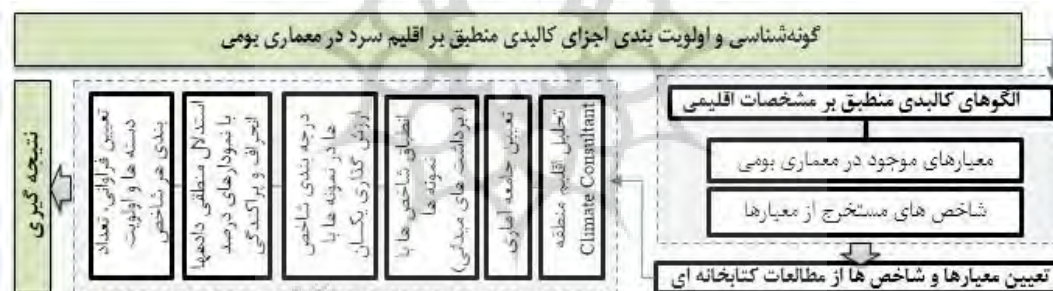 گونه‌شناسی و اولویت بندی اجزای کالبدی منطبق بر اقلیم سرد در معماری بومی
الگوهای کالبدی منطبق بر مشخصات اقلیمی
معیارهای موجود در معماری بومی
شاخص های مستخرج از معیارها
تعیین معیارها و شاخص ها از مطالعات کتابخانه ای
تحلیل اقلیم منطقه
Climate Consultant
تعیین جامعه آماری
انطباق شاخص ها با
نمونه ها
(برداشت های میدانی)
درجه بندی شاخص
ها در نمونه ها با
ارزش گذاری یکسان
استدلال منطقی دادهها
با نمودارهای درصد
انحراف و پراکندگی
تعیین فراوانی، تعداد
دسته ها و اولویت
بندی هر شاخص
نتیجه گیری